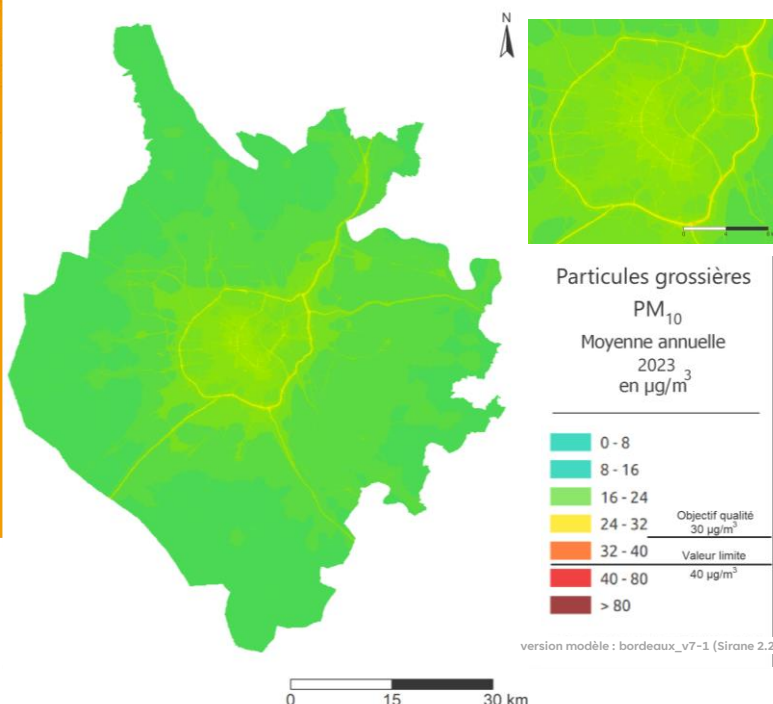 N
Particules grossières
PM10
Moyenne annuelle
2023
en µg/m3
0 - 8
8 - 16
16 - 24
24 - 32
Objectif qualité
30 µg/m3
32 - 40
Valeur limite
40 - 80
40 µg/m3
> 80
version modèle : bordeaux_v7-1 (Sirane 2.2
0
15
30 km